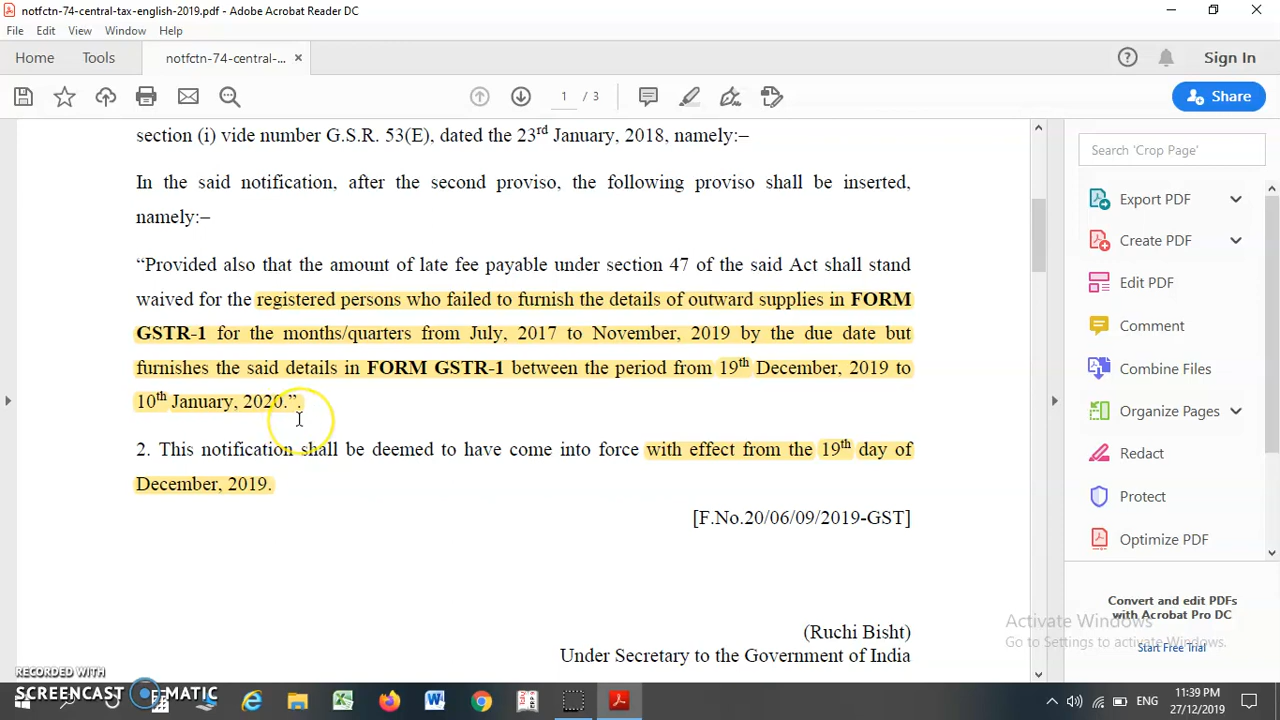 notfctn-74-central-tax-english-2019.pdf - Adobe Acrobat Reader DC
File Edit View Window Help
Home Tools notfctn-74-central-... × Sign In
1 / 3 Share
section (i) vide number G.S.R. 53(E), dated the 23rd January, 2018, namely:–
In the said notification, after the second proviso, the following proviso shall be inserted,
namely:–
“Provided also that the amount of late fee payable under section 47 of the said Act shall stand
waived for the registered persons who failed to furnish the details of outward supplies in FORM
GSTR-1 for the months/quarters from July, 2017 to November, 2019 by the due date but
furnishes the said details in FORM GSTR-1 between the period from 19th December, 2019 to
10th January, 2020.”.
2. This notification shall be deemed to have come into force with effect from the 19th day of
December, 2019.
[F.No.20/06/09/2019-GST]
(Ruchi Bisht)
Under Secretary to the Government of India
Search 'Crop Page'
Export PDF
Create PDF
Edit PDF
Comment
Combine Files
Organize Pages
Redact
Protect
Optimize PDF
Convert and edit PDFs
with Acrobat Pro DC
Start Free Trial
Activate Windows
Go to Settings to activate Windows.
RECORDED WITH
SCREENCAST MATIC
ENG
11:39 PM
27/12/2019